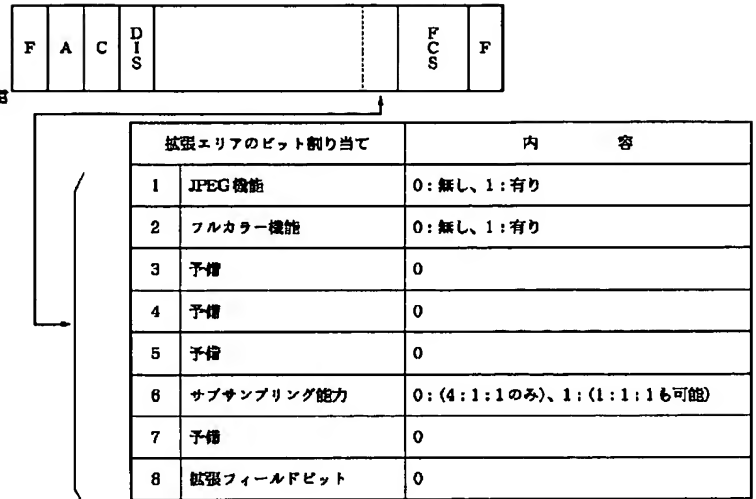 F A C DIS FCS F
拡張エリアのビット割り当て 内 容
1 JPEG機能 0:無し、1:有り
2 フルカラー機能 0:無し、1:有り
3 予備 0
4 予備 0
5 予備 0
6 サブサンプリング能力 0:(4:1:1のみ)、1:(1:1:1も可能)
7 予備 0
8 拡張フィールドビット 0